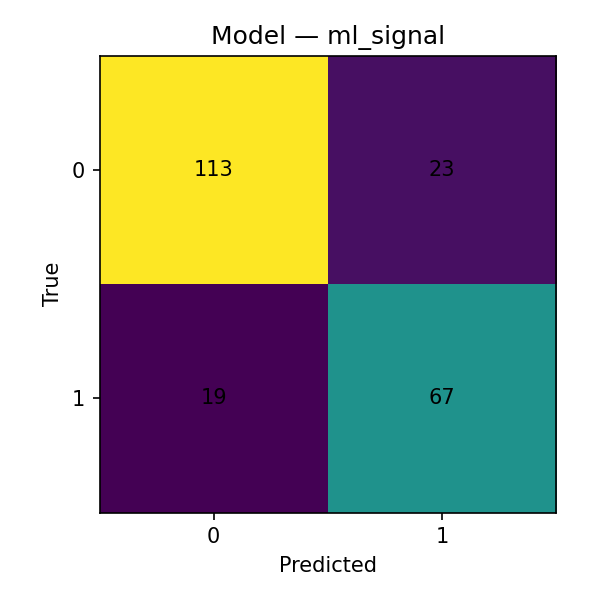 Model — ml_signal
0
113
23
True
1
19
67
0
1
Predicted